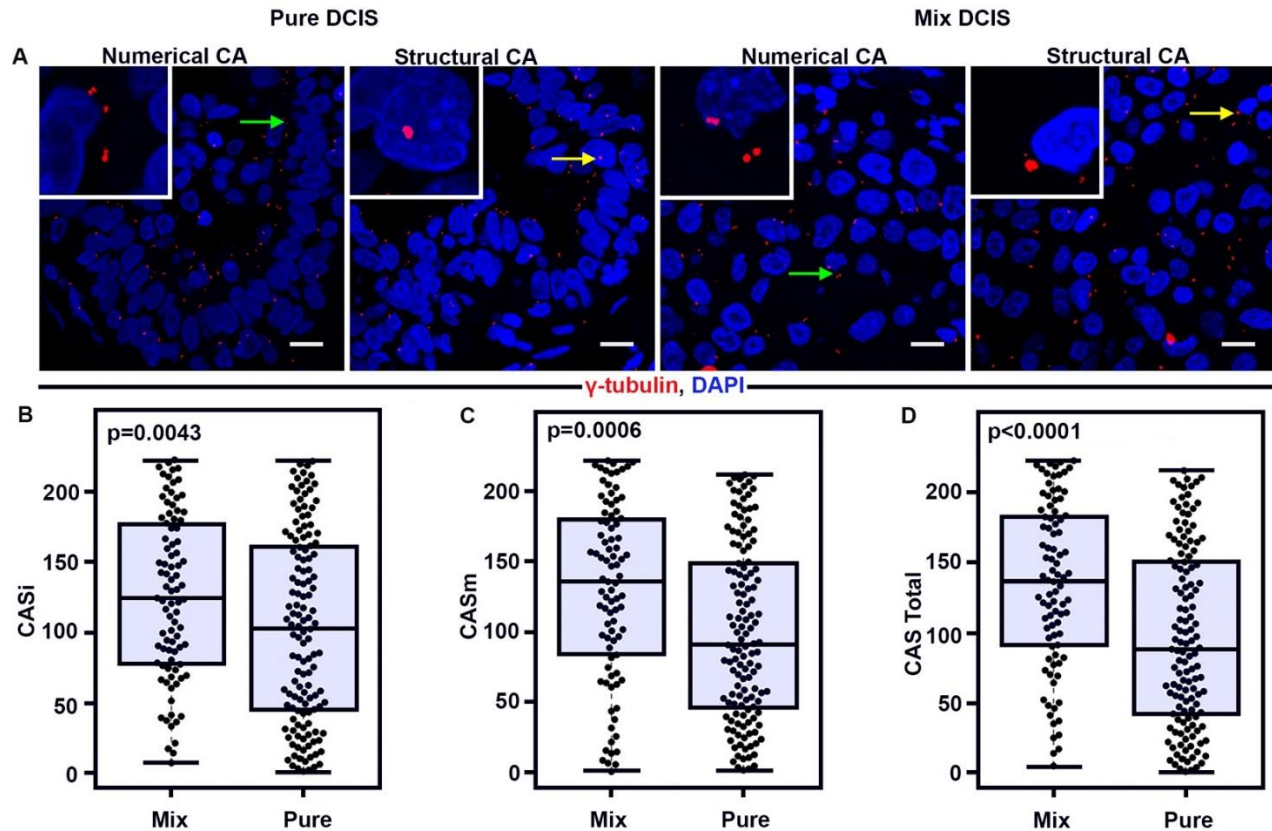 Pure DCIS Mix DCIS
A Numerical CA Structural CA Numerical CA Structural CA
γ-tubulin, DAPI
B
p=0.0043
CASi
200
150
100
50
0
Mix Pure
C
p=0.0006
CASm
200
150
100
50
0
Mix Pure
D
p<0.0001
CAS Total
200
150
100
50
0
Mix Pure